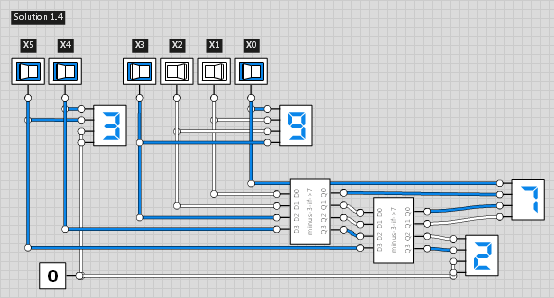 Solution 1.4
X5 X4 X3 X2 X1 X0
3 9
D3 D2 D1 D0
minus-3-if->7
Q3 Q2 Q1 Q0
D3 D2 D1 D0
minus-3-if->7
Q3 Q2 Q1 Q0
7
2
0